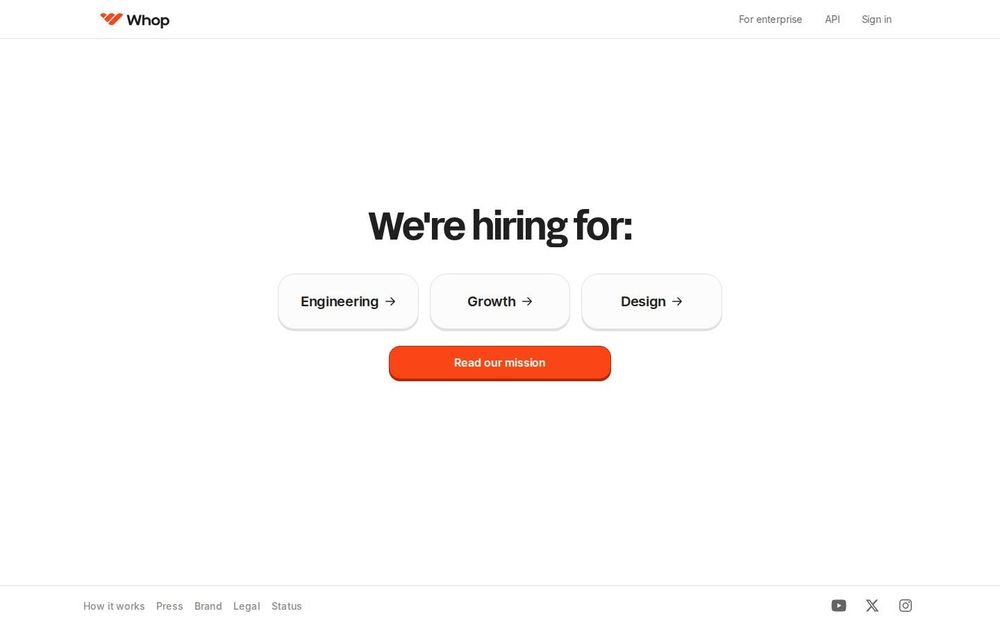 Whop
For enterprise API Sign in
We're hiring for:
Engineering → Growth → Design →
Read our mission
How it works Press Brand Legal Status